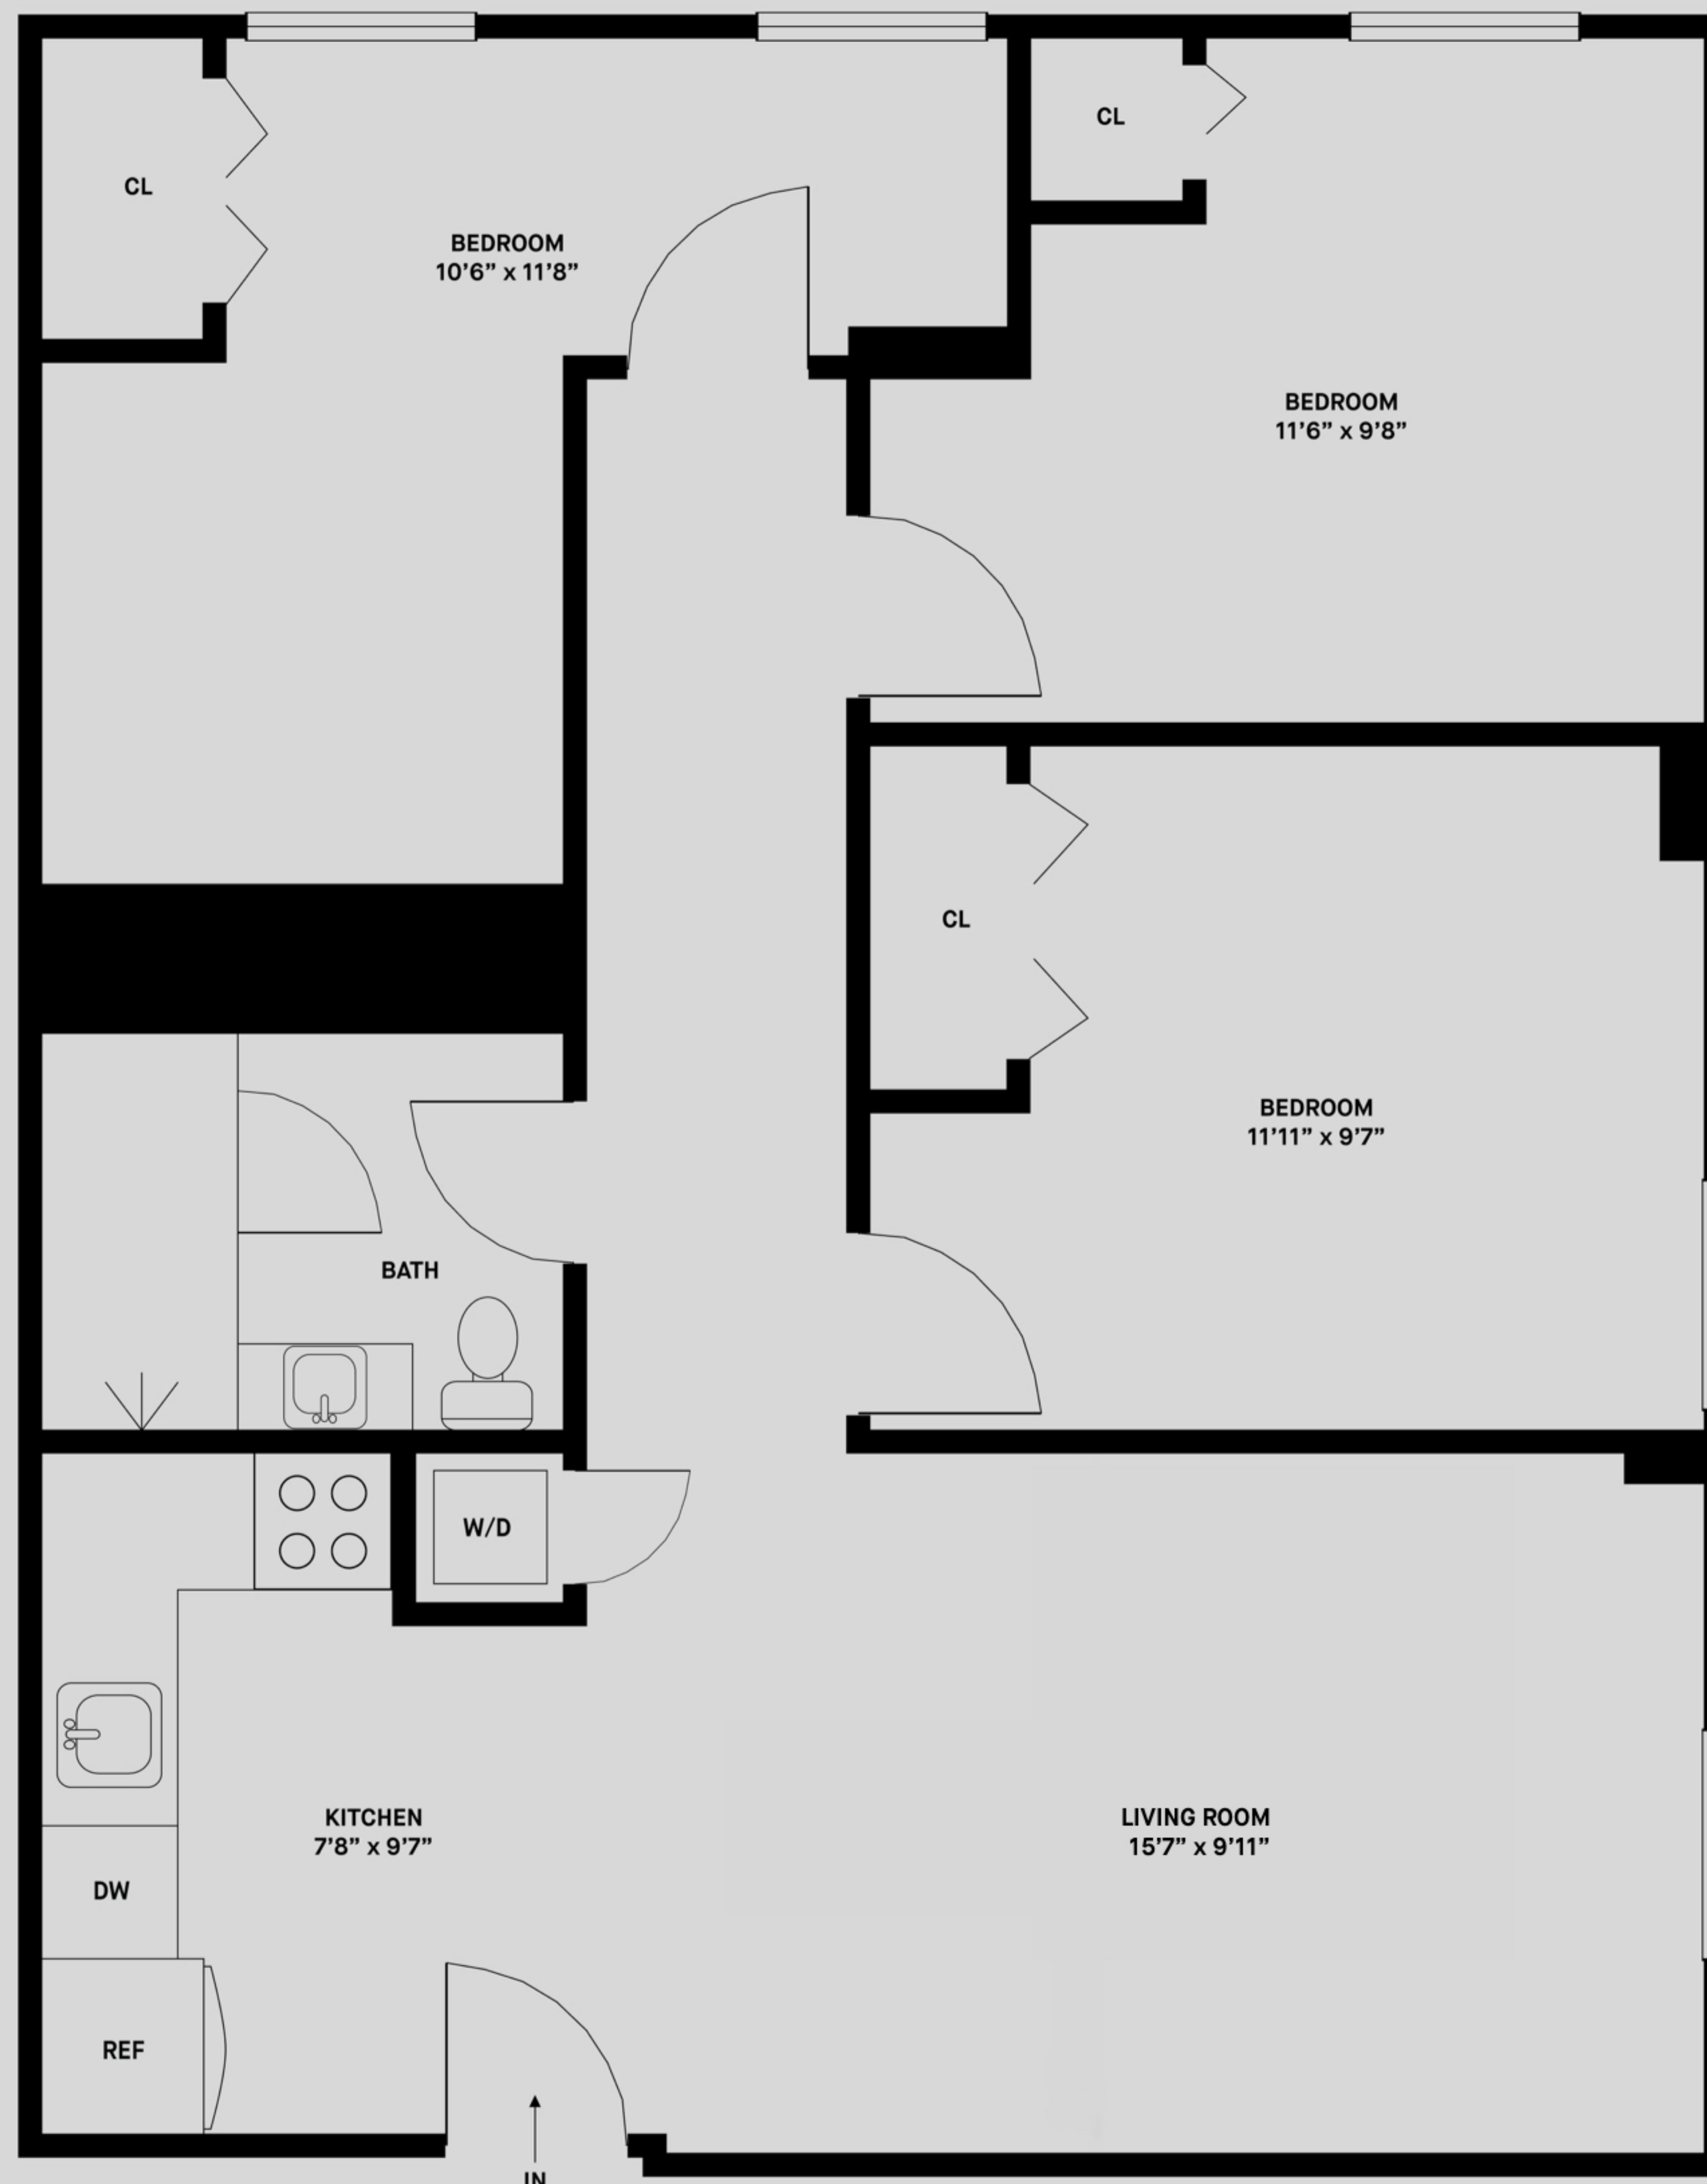 CL
CL
BEDROOM
10’6” x 11’8”
BEDROOM
11’6” x 9’8”
CL
BEDROOM
11’11” x 9’7”
BATH
W/D
KITCHEN
7’8” x 9’7”
LIVING ROOM
15’7” x 9’11”
DW
REF
IN